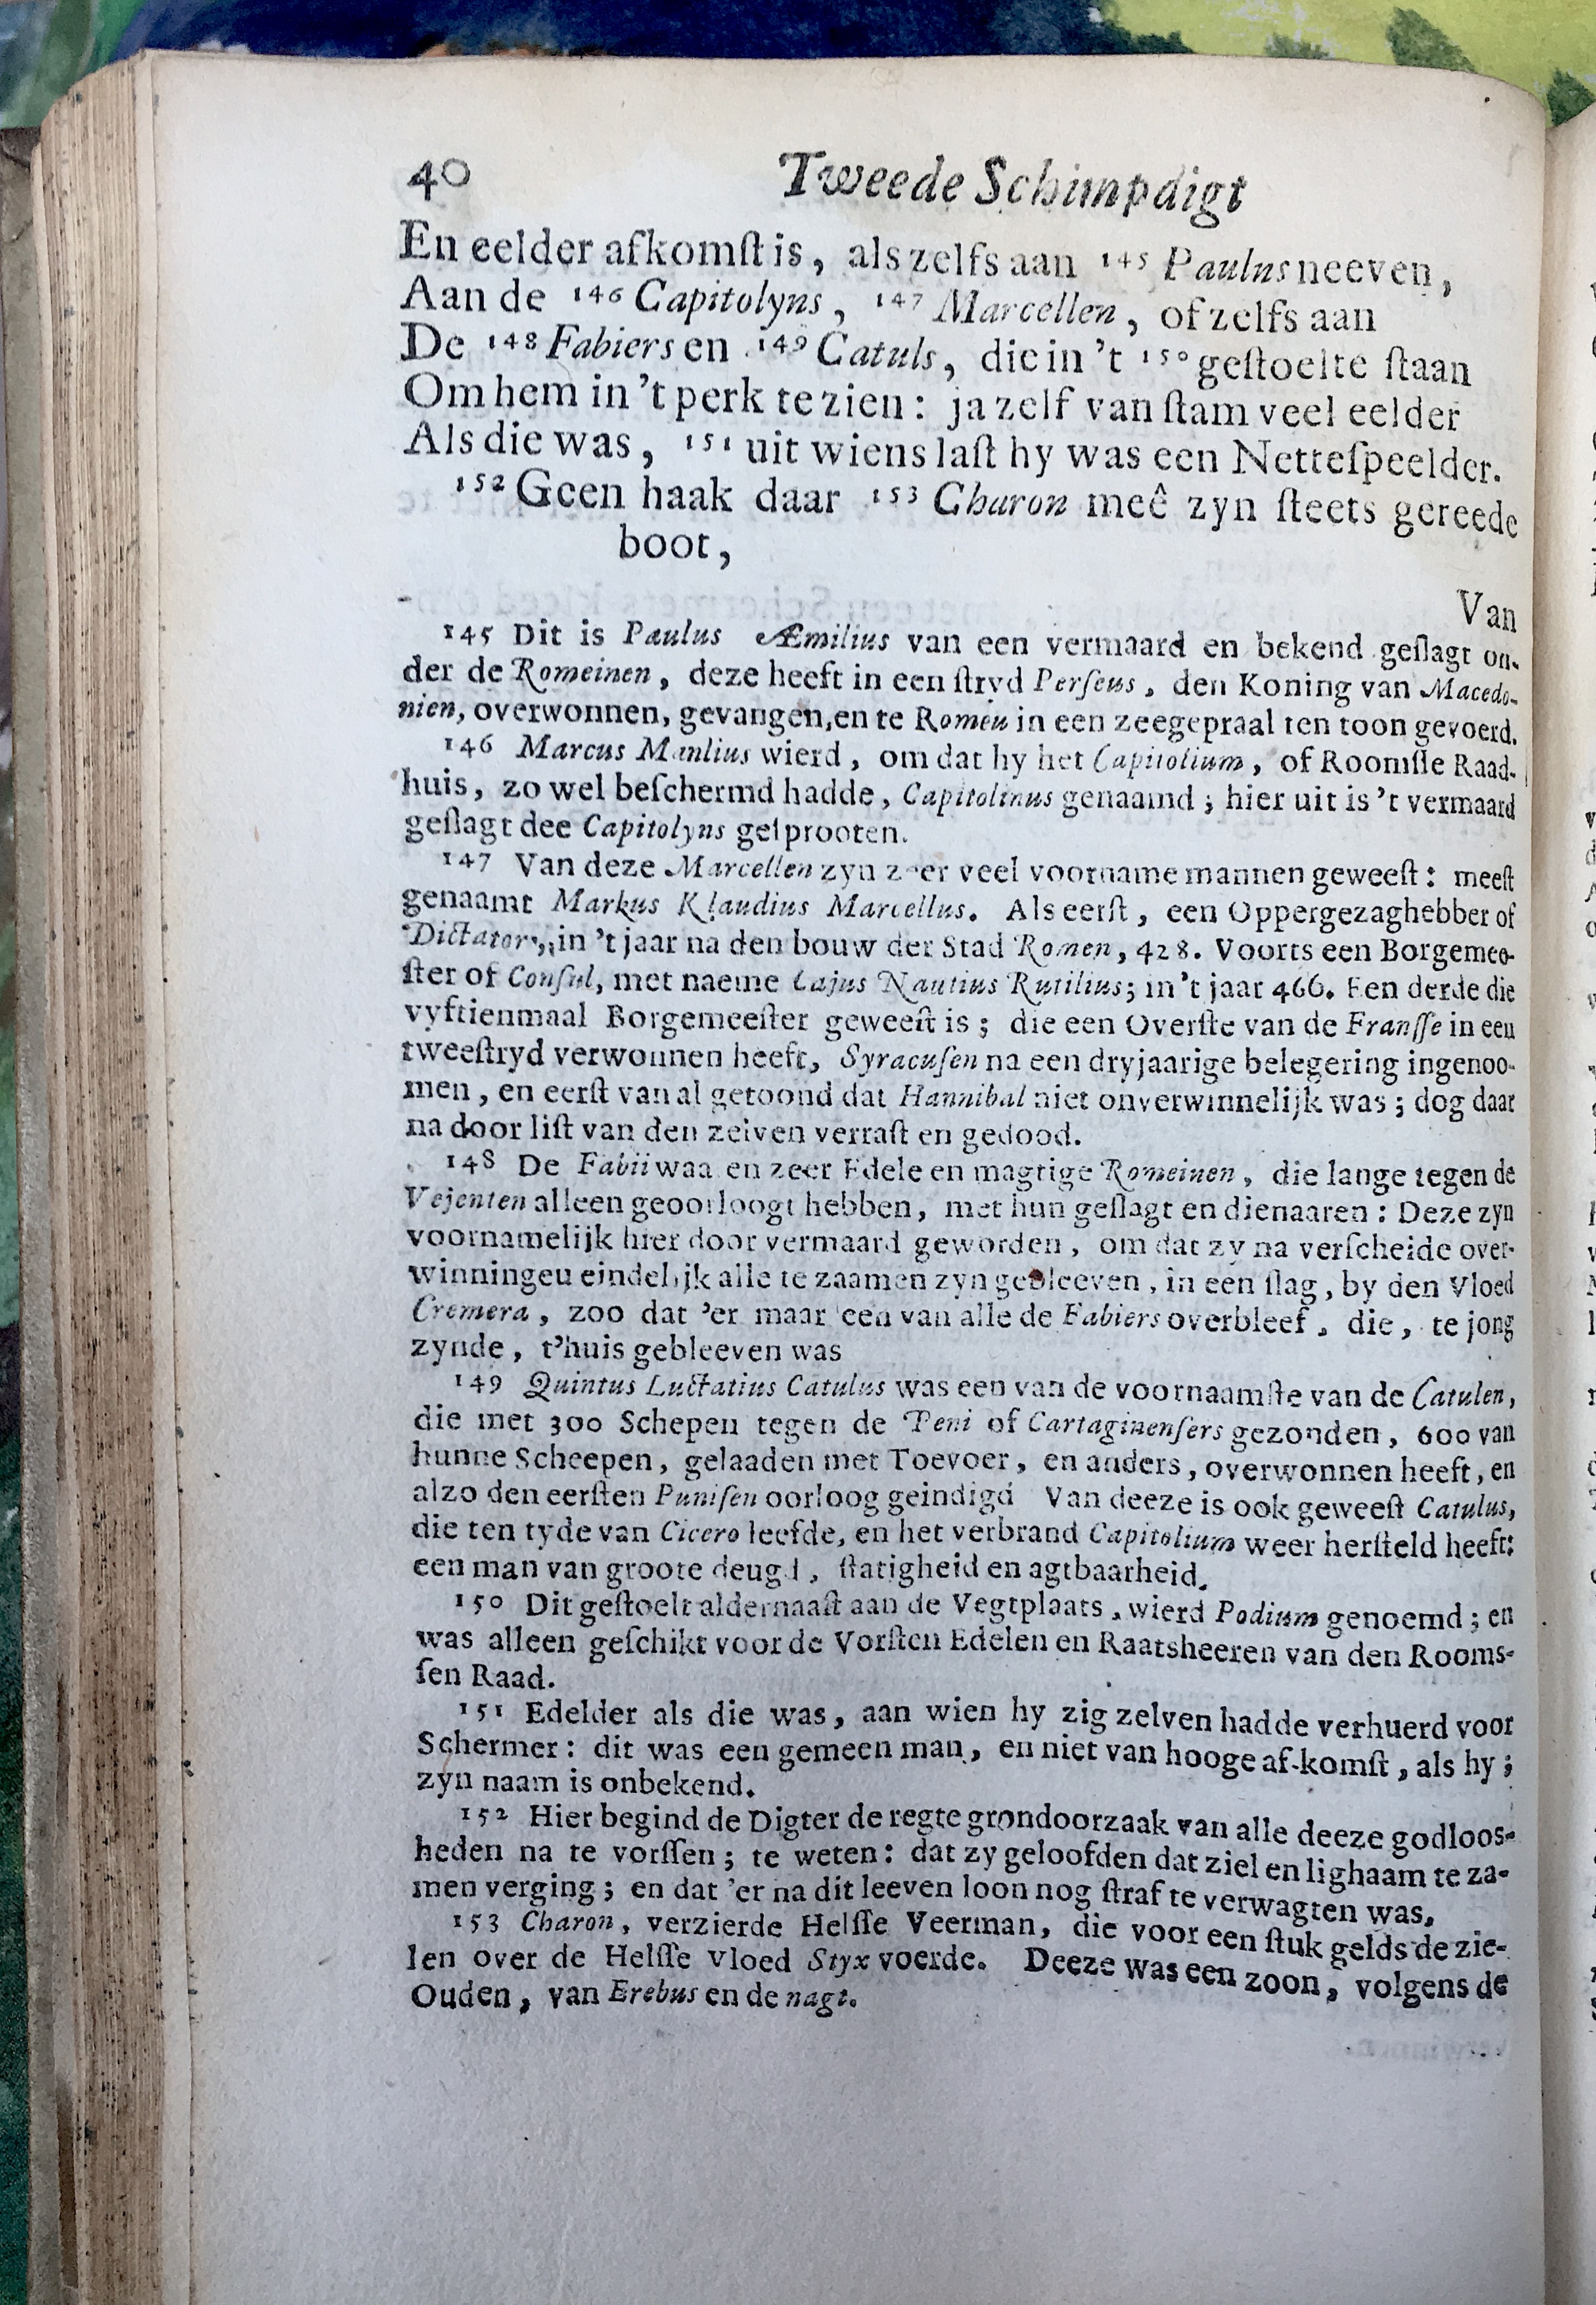 40 Tweede Schimpdigt
En eelder afkomſt is, als zelfs aan 145 Paulus neeven,
Aan de 146 Capitolyns, 147 Marcellen, of zelfs aan
De 148 Fabiers en 149 Catuls, die in 't 150 geſtoelte ſtaan
Om hem in 't perk te zien: ja zelf van ſtam veel eelder
Als die was, 151 uit wiens laſt hy was een Netteſpeelder.
152 Geen haak daar 153 Charon meê zyn ſteets gereede
boot,
Van
145 Dit is Paulus Æmilius van een vermaard en bekend geſlagt on-
der de Romeinen, deze heeft in een ſtryd Perſeus, den Koning van Macedo-
nien, overwonnen, gevangen, en te Romeu in een zeegepraal ten toon gevoerd.
146 Marcus Manlius wierd, om dat hy het Capitolium, of Roomſſe Raad-
huis, zo wel beſchermd hadde, Capitolinus genaamd; hier uit is 't vermaard
geſlagt dee Capitolyns geſprooten.
147 Van deze Marcellen zyn zeer veel voorname mannen geweeſt: meeſt
genaamt Markus Klaudius Marcellus. Als eerſt, een Oppergezaghebber of
Dictator, in 't jaar na den bouw der Stad Romen, 428. Voorts een Borgemee-
ſter of Conſul, met naeme Cajus Nautius Rutilius; in 't jaar 466. Een derde die
vyftienmaal Borgemeeſter geweeſt is; die een Overſte van de Franſſe in een
tweeſtryd verwonnen heeft, Syracuſen na een dryjaarige belegering ingenoo-
men, en eerſt van al getoond dat Hannibal niet onverwinnelijk was; dog daar
na door liſt van den zelven verraſt en gedood.
148 De Fabii waaren zeer Edele en magtige Romeinen, die lange tegen de
Vejenten alleen geoorloogt hebben, met hun geſlagt en dienaaren: Deze zyn
voornamelijk hier door vermaard geworden, om dat zy na verſcheide over-
winningeu eindelijk alle te zaamen zyn gebleeven, in een ſlag, by den Vloed
Cremera, zoo dat 'er maar een van alle de Fabiers overbleef, die, te jong
zynde, t'huis gebleeven was
149 Quintus Luctatius Catulus was een van de voornaamſte van de Catulen,
die met 300 Schepen tegen de Peni of Cartaginenſers gezonden, 600 van
hunne Scheepen, gelaaden met Toevoer, en anders, overwonnen heeft, en
alzo den eerſten Puniſen oorloog geindigd Van deeze is ook geweeſt Catulus,
die ten tyde van Cicero leefde, en het verbrand Capitolium weer herſteld heeft:
een man van groote deugd, ſtatigheid en agtbaarheid.
150 Dit geſtoelt aldernaaſt aan de Vegtplaats, wierd Podium genoemd; en
was alleen geſchikt voor de Vorſten Edelen en Raatsheeren van den Rooms-
ſen Raad.
151 Edelder als die was, aan wien hy zig zelven hadde verhuerd voor
Schermer: dit was een gemeen man, en niet van hooge af-komſt, als hy;
zyn naam is onbekend.
152 Hier begind de Digter de regte grondoorzaak van alle deeze godloos-
heden na te vorſſen; te weten: dat zy geloofden dat ziel en lighaam te za-
men verging; en dat 'er na dit leeven loon nog ſtraf te verwagten was.
153 Charon, verzierde Helſſe Veerman, die voor een ſtuk gelds de zie-
len over de Helſſe vloed Styx voerde. Deeze was een zoon, volgens de
Ouden, van Erebus en de nagt.